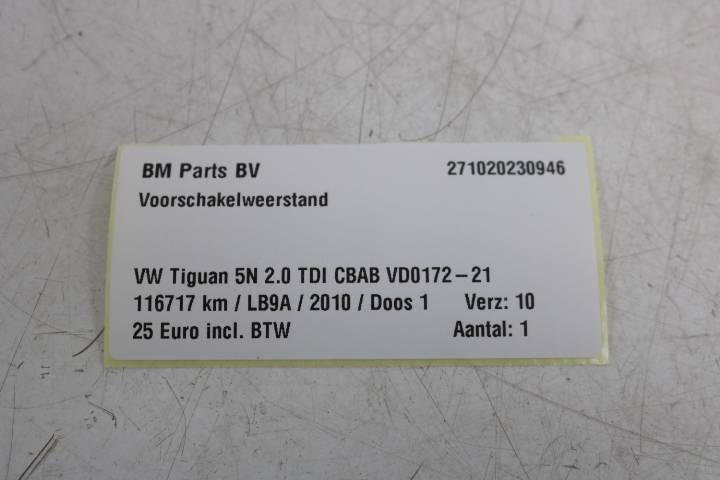 BM Parts BV 271020230946
Voorschakelweerstand
VW Tiguan 5N 2.0 TDI CBAB VD0172-21
116717 km / LB9A / 2010 / Doos 1 Verz: 10
25 Euro incl. BTW Aantal: 1